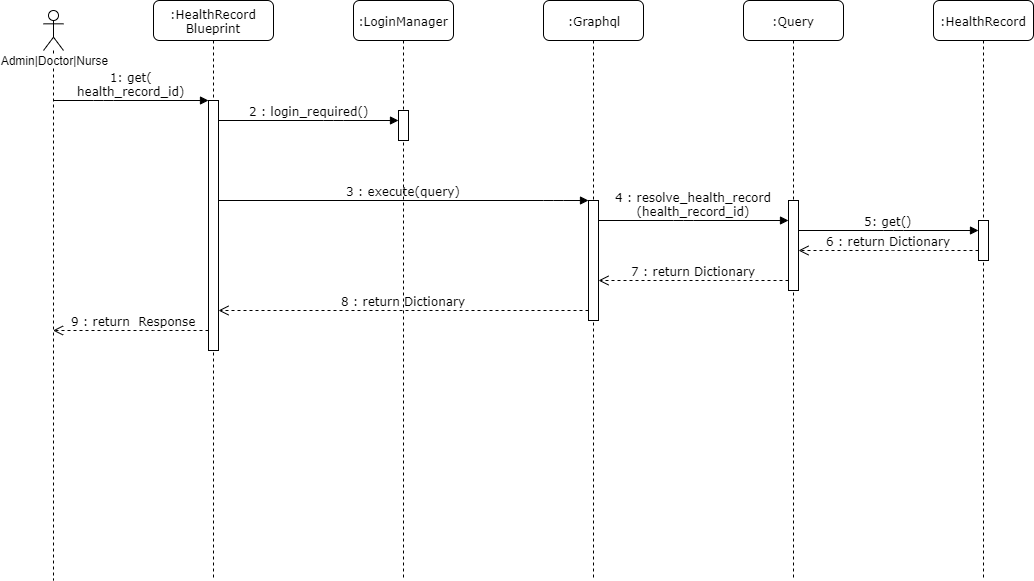 :HealthRecord
Blueprint
:LoginManager
:Graphql
:Query
:HealthRecord
Admin|Doctor|Nurse
1: get(
health_record_id)
2 : login_required()
3 : execute(query)
4 : resolve_health_record
(health_record_id)
5: get()
6 : return Dictionary
7 : return Dictionary
8 : return Dictionary
9 : return  Response